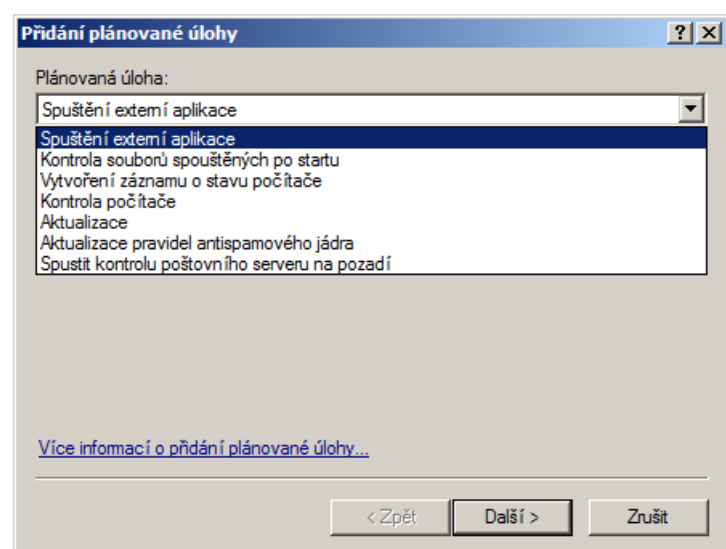 Přidání plánované úlohy
Plánovaná úloha:
Spuštění externí aplikace
Spuštění externí aplikace
Kontrola souborů spouštěných po startu
Vytvoření záznamu o stavu počítače
Kontrola počítače
Aktualizace
Aktualizace pravidel antispamového jádra
Spustit kontrolu poštovního serveru na pozadí
Více informací o přidání plánované úlohy...
< Zpět Další > Zrušit